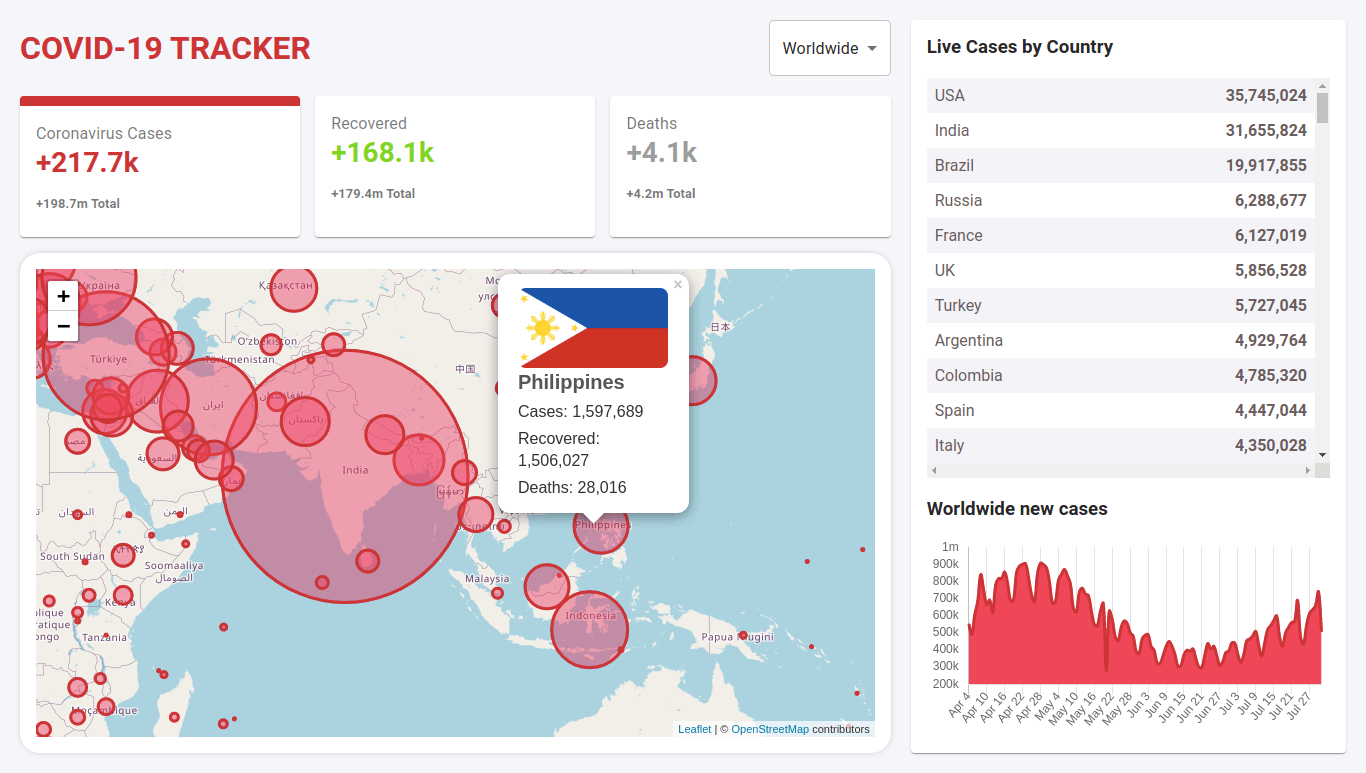 COVID-19 TRACKER
Worldwide
Coronavirus Cases
+217.7k
+198.7m Total
Recovered
+168.1k
+179.4m Total
Deaths
+4.1k
+4.2m Total
+
−
Україна
Қазақстан
O'zbekiston
Türkiye
中国
日本
ایران
پاکستان
India
South Sudan
Soomaaliya
الصومال
Kenya
Tanzania
Moçambique
Malaysia
Indonesia
Philippines
Papua Niugini
×
Philippines
Cases: 1,597,689
Recovered:
1,506,027
Deaths: 28,016
Leaflet | © OpenStreetMap contributors
Live Cases by Country
USA 35,745,024
India 31,655,824
Brazil 19,917,855
Russia 6,288,677
France 6,127,019
UK 5,856,528
Turkey 5,727,045
Argentina 4,929,764
Colombia 4,785,320
Spain 4,447,044
Italy 4,350,028
Worldwide new cases
1m
900k
800k
700k
600k
500k
400k
300k
200k
Apr 4
Apr 10
Apr 16
Apr 22
Apr 28
May 4
May 10
May 16
May 22
May 28
Jun 3
Jun 9
Jun 15
Jun 21
Jun 27
Jul 3
Jul 9
Jul 15
Jul 21
Jul 27